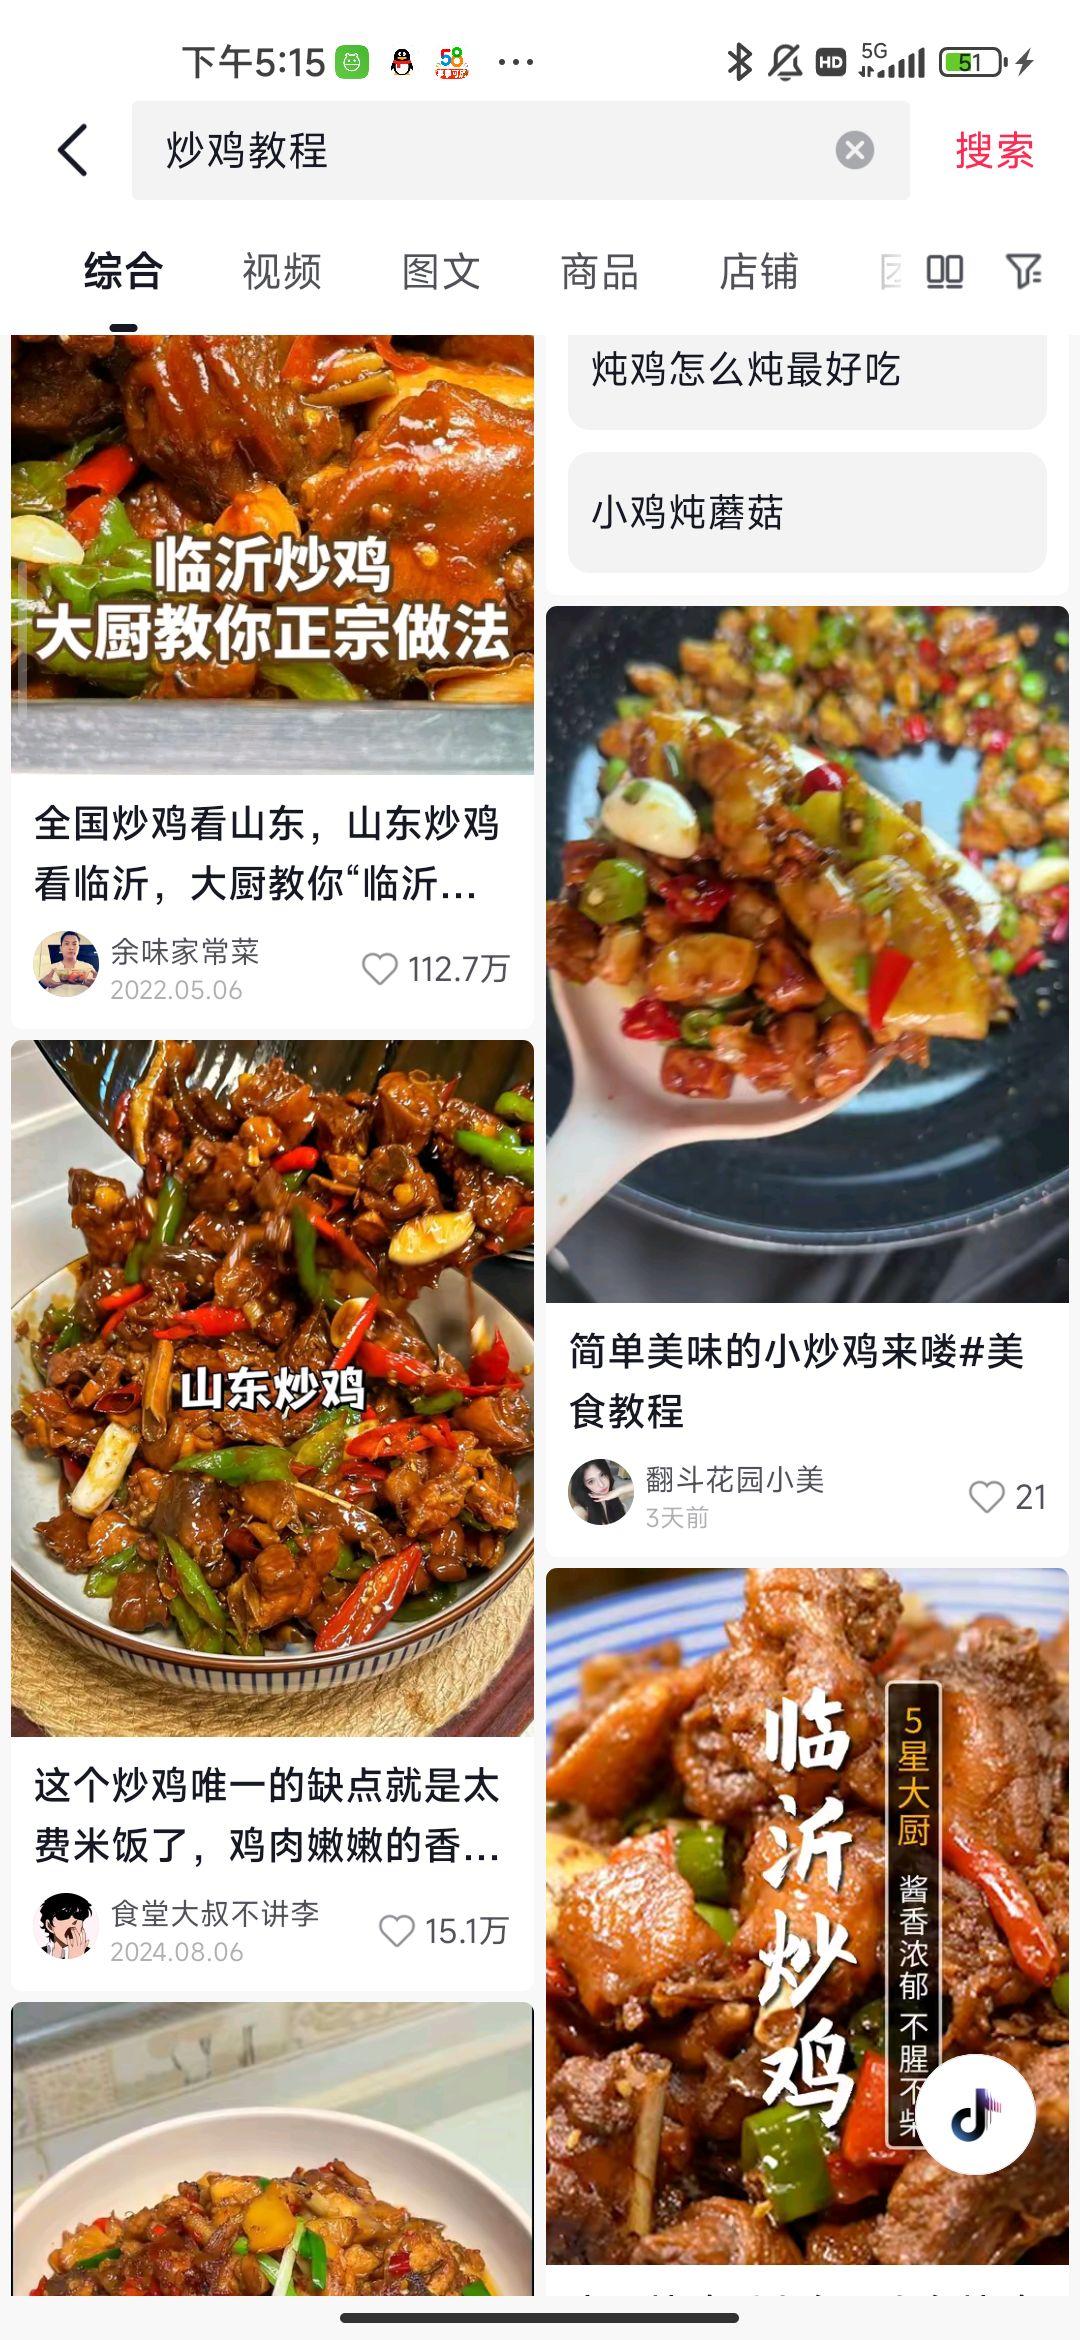 下午5:15
58
HD
5G
51
炒鸡教程
搜索
综合
视频
图文
商品
店铺
临沂炒鸡
大厨教你正宗做法
全国炒鸡看山东，山东炒鸡
看临沂，大厨教你“临沂...
余味家常菜
2022.05.06
112.7万
山东炒鸡
这个炒鸡唯一的缺点就是太
费米饭了，鸡肉嫩嫩的香...
食堂大叔不讲李
2024.08.06
15.1万
炖鸡怎么炖最好吃
小鸡炖蘑菇
简单美味的小炒鸡来喽#美
食教程
翻斗花园小美
3天前
21
临沂炒鸡
5星大厨 酱香浓郁 不腥不柴